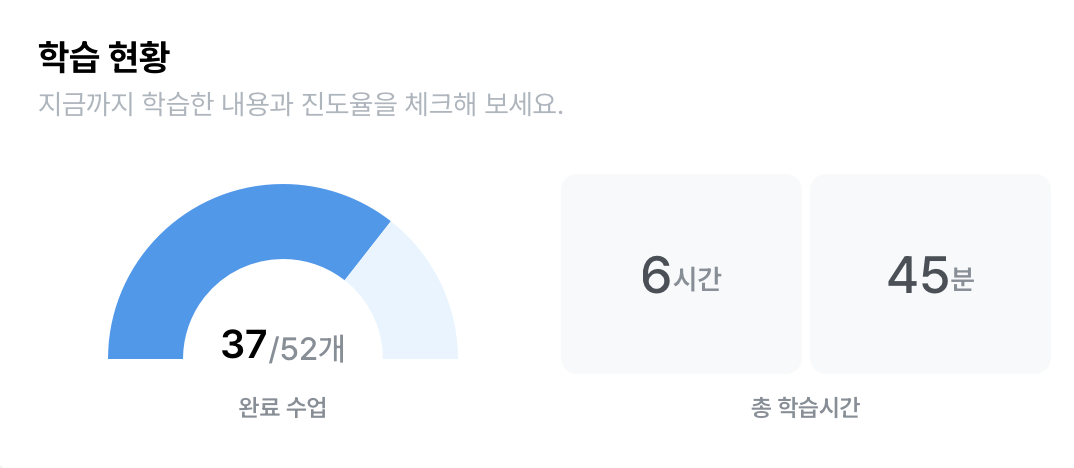 학습 현황
지금까지 학습한 내용과 진도율을 체크해 보세요.
37/52개
완료 수업
6시간
45분
총 학습시간